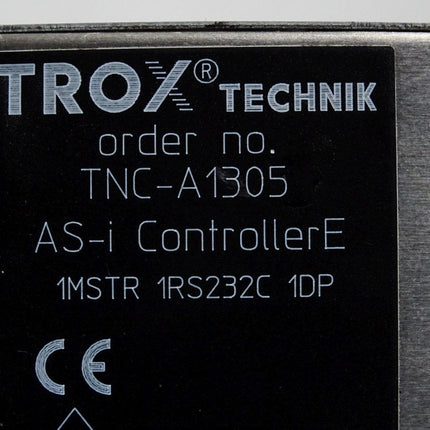 TROX® TECHNIK
order no.
TNC-A1305
AS-i ControllerE
1MSTR 1RS232C 1DP
CE